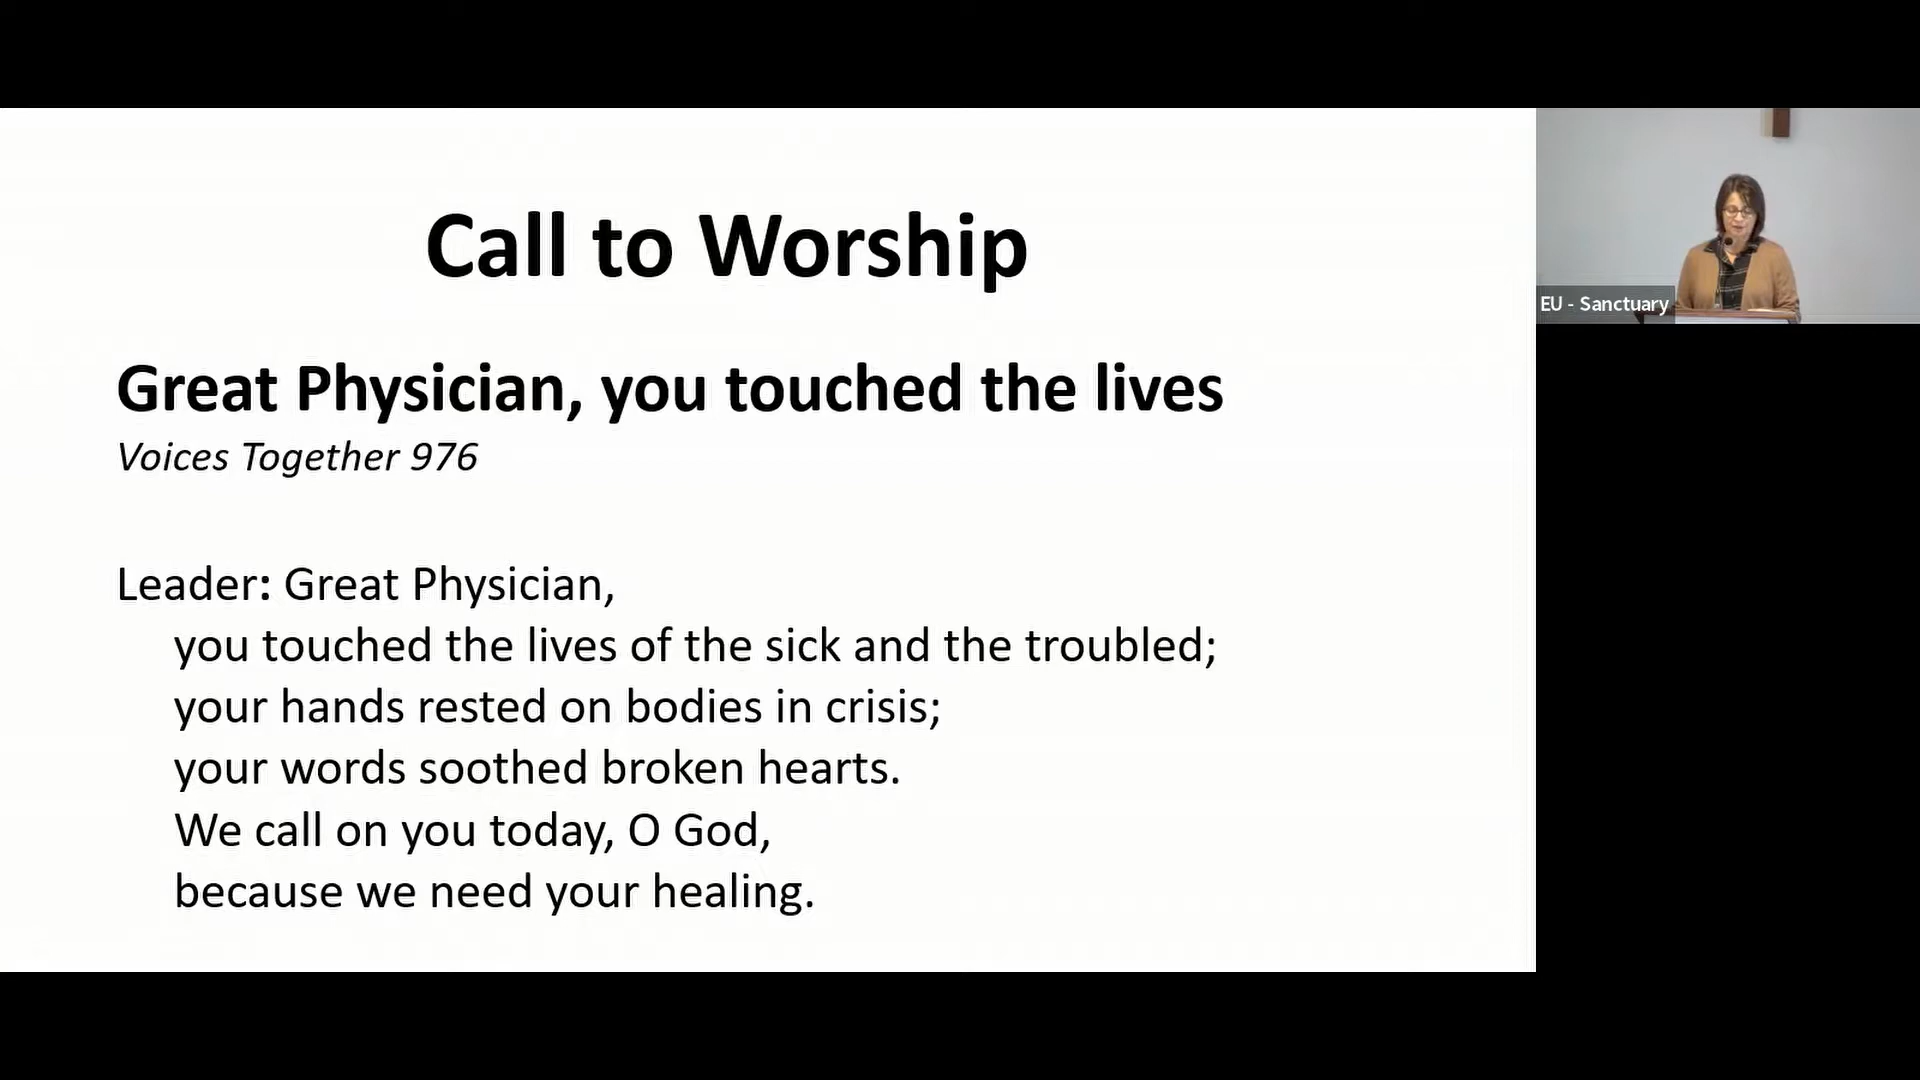 Call to Worship
Great Physician, you touched the lives
Voices Together 976
Leader: Great Physician,
you touched the lives of the sick and the troubled;
your hands rested on bodies in crisis;
your words soothed broken hearts.
We call on you today, O God,
because we need your healing.
EU - Sanctuary